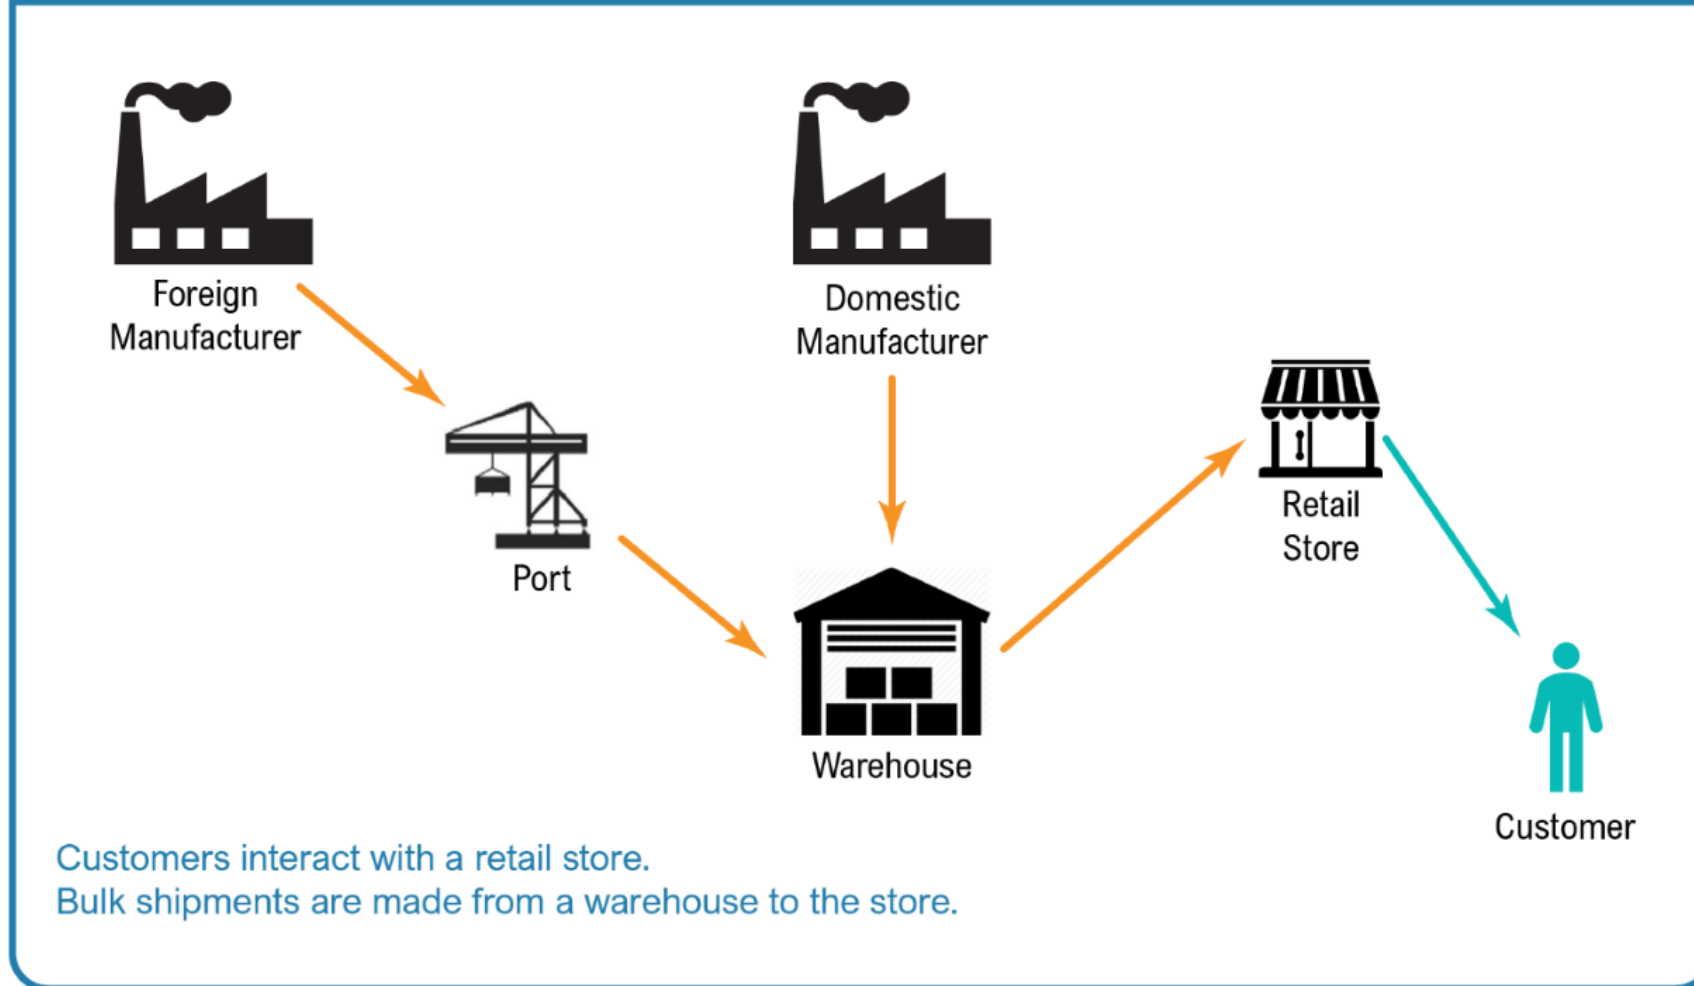 Foreign
Manufacturer
Domestic
Manufacturer
Retail
Store
Port
Warehouse
Customer
Customers interact with a retail store.
Bulk shipments are made from a warehouse to the store.